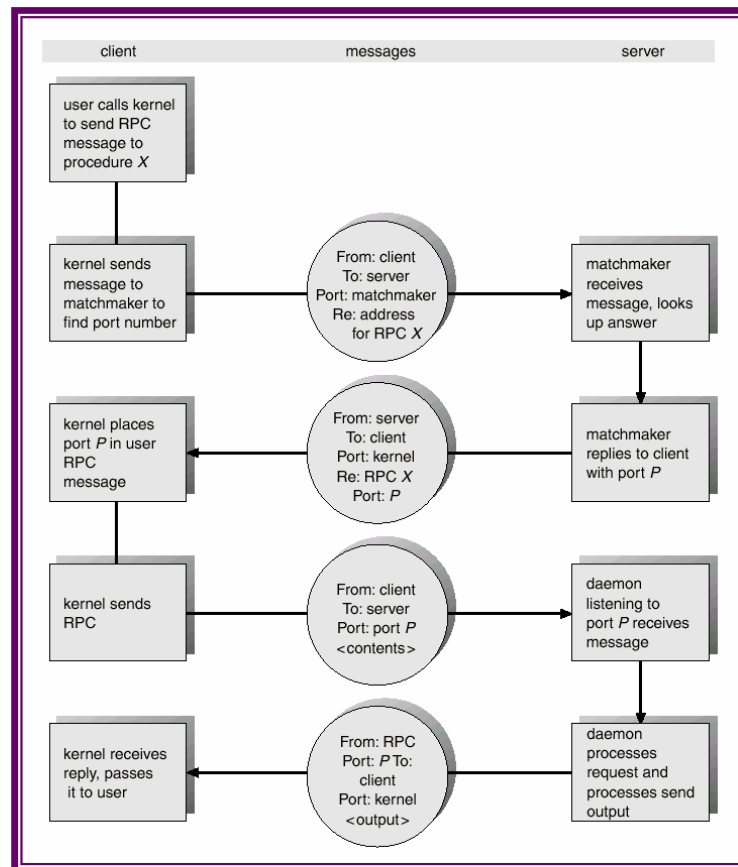 client
messages
server
user calls kernel
to send RPC
message to
procedure X
kernel sends
message to
matchmaker to
find port number
From: client
To: server
Port: matchmaker
Re: address
for RPC X
matchmaker
receives
message, looks
up answer
kernel places
port P in user
RPC
message
From: server
To: client
Port: kernel
Re: RPC X
Port: P
matchmaker
replies to client
with port P
kernel sends
RPC
From: client
To: server
Port: port P
<contents>
daemon
listening to
port P receives
message
kernel receives
reply, passes
it to user
From: RPC
Port: P To:
client
Port: kernel
<output>
daemon
processes
request and
processes send
output